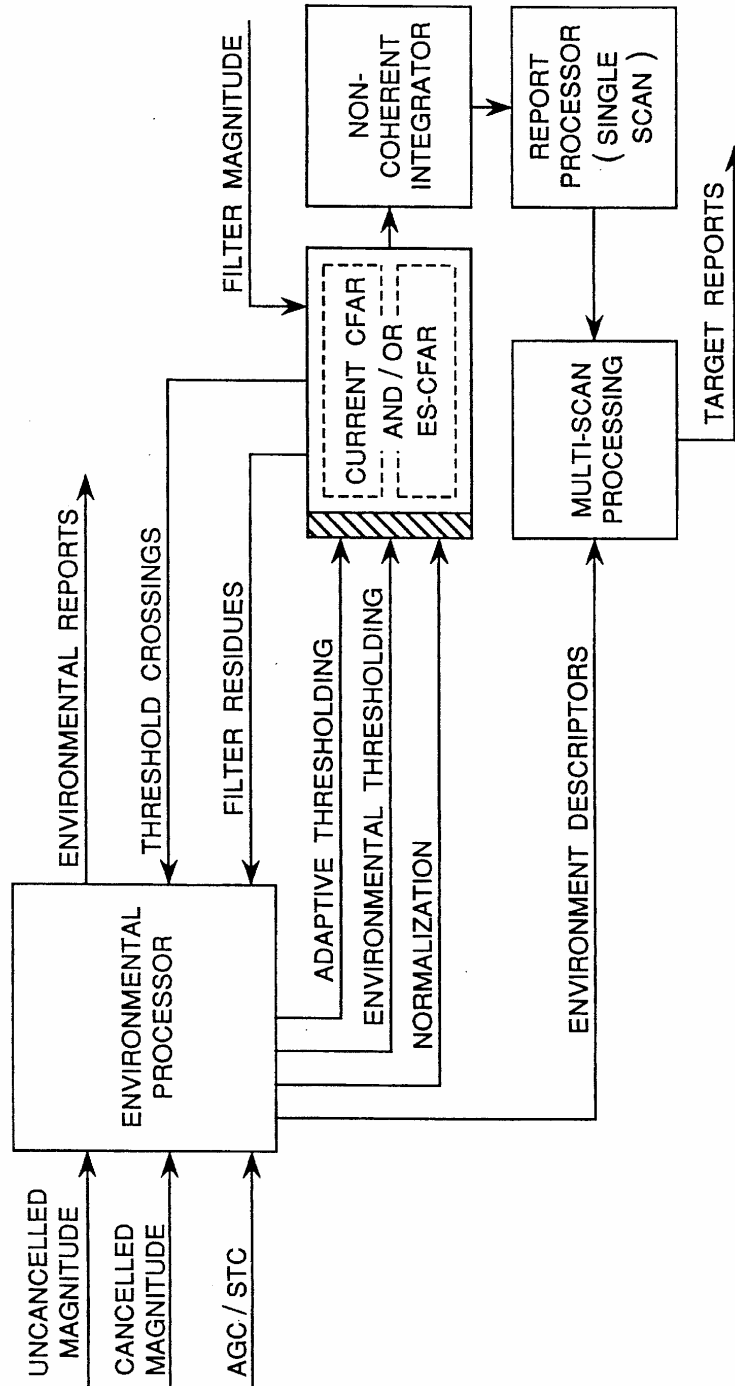 UNCANCELLED
MAGNITUDE
CANCELLED
MAGNITUDE
AGC / STC
ENVIRONMENTAL
PROCESSOR
ENVIRONMENTAL REPORTS
THRESHOLD CROSSINGS
FILTER RESIDUES
ADAPTIVE THRESHOLDING
ENVIRONMENTAL THRESHOLDING
NORMALIZATION
ENVIRONMENT DESCRIPTORS
FILTER MAGNITUDE
CURRENT CFAR
AND / OR
ES-CFAR
NON-
COHERENT
INTEGRATOR
REPORT
PROCESSOR
( SINGLE
SCAN )
MULTI-SCAN
PROCESSING
TARGET REPORTS